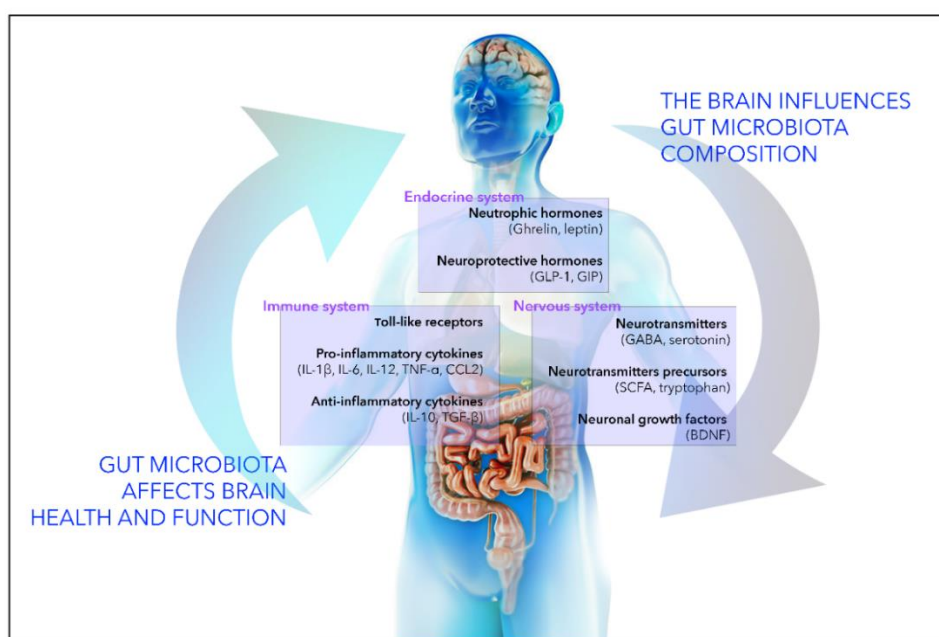 THE BRAIN INFLUENCES
GUT MICROBIOTA
COMPOSITION
Endocrine system
Neutrophic hormones
(Ghrelin, leptin)
Neuroprotective hormones
(GLP-1, GIP)
Immune system
Toll-like receptors
Pro-inflammatory cytokines
(IL-1β, IL-6, IL-12, TNF-α, CCL2)
Anti-inflammatory cytokines
(IL-10, TGF-β)
Nervous system
Neurotransmitters
(GABA, serotonin)
Neurotransmitters precursors
(SCFA, tryptophan)
Neuronal growth factors
(BDNF)
GUT MICROBIOTA
AFFECTS BRAIN
HEALTH AND FUNCTION